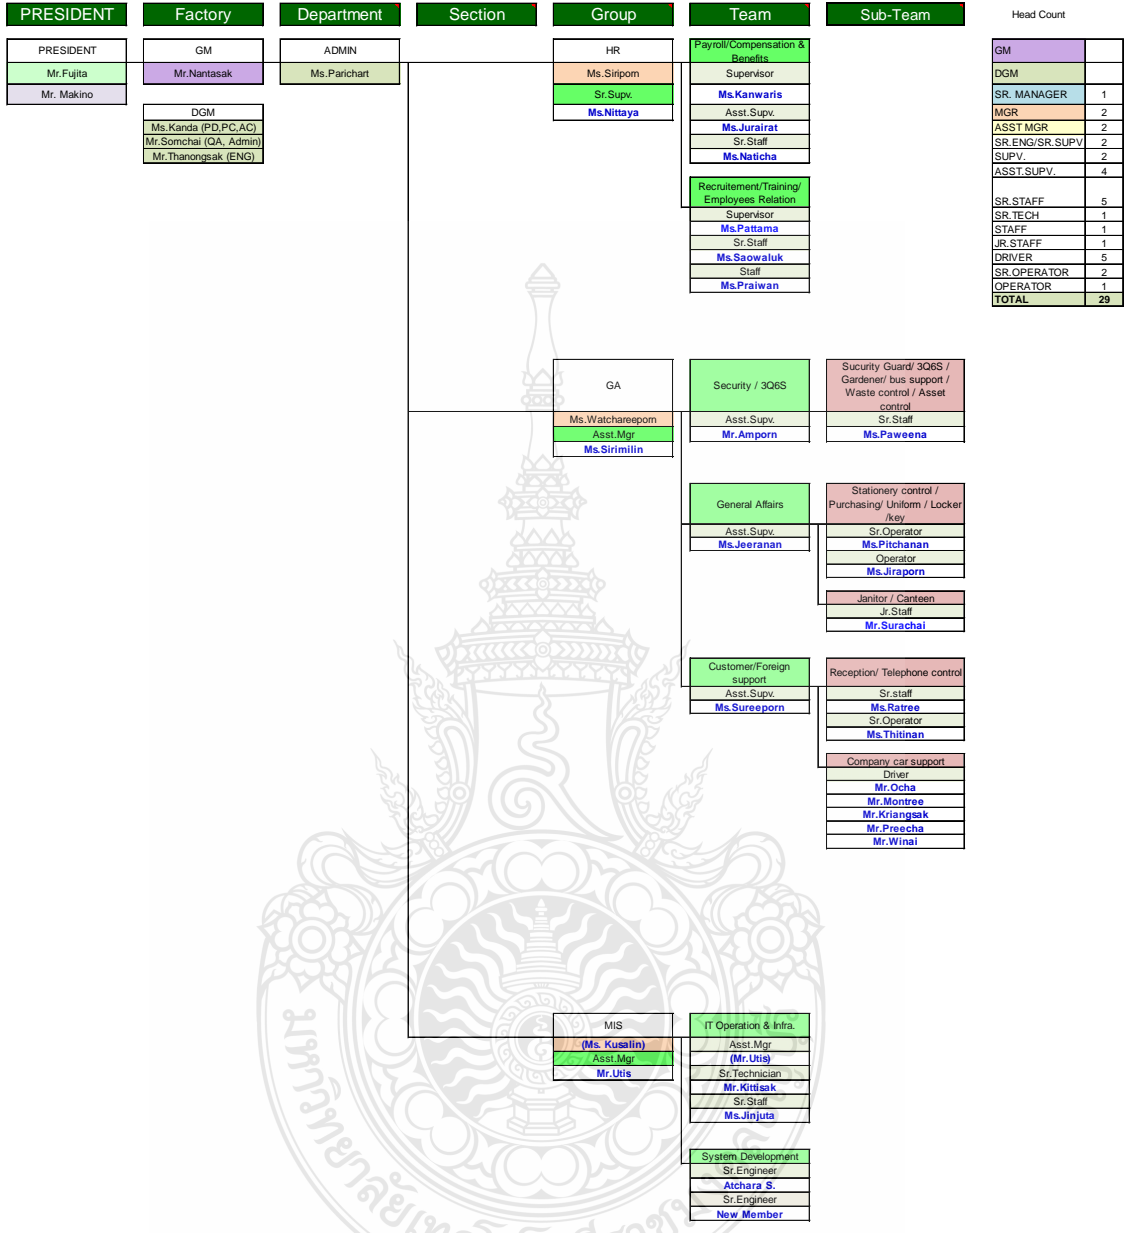 PRESIDENT
Factory
Department
Section
Group
Team
Sub-Team
Head Count
PRESIDENT
Mr.Fujita
Mr. Makino
GM
Mr.Nantasak
DGM
Ms.Kanda (PD,PC,AC)
Mr.Somchai (QA, Admin)
Mr.Thanongsak (ENG)
ADMIN
Ms.Parichart
HR
Ms.Siriporn
Sr.Supv.
Ms.Nittaya
Payroll/Compensation &
Benefits
Supervisor
Ms.Kanwaris
Asst.Supv.
Ms.Jurairat
Sr.Staff
Ms.Naticha
Recruitement/Training/
Employees Relation
Supervisor
Ms.Pattama
Sr.Staff
Ms.Saowaluk
Staff
Ms.Praiwan
GM
DGM
SR. MANAGER 1
MGR 2
ASST MGR 2
SR.ENG/SR.SUPV 2
SUPV. 2
ASST.SUPV. 4
SR.STAFF 5
SR.TECH 1
STAFF 1
JR.STAFF 1
DRIVER 5
SR.OPERATOR 2
OPERATOR 1
TOTAL 29
GA
Ms.Watchareeporn
Asst.Mgr
Ms.Sirimilin
Security / 3Q6S
Asst.Supv.
Mr.Amporn
Sucurity Guard/ 3Q6S /
Gardener/ bus support /
Waste control / Asset
control
Sr.Staff
Ms.Paweena
General Affairs
Asst.Supv.
Ms.Jeeranan
Stationery control /
Purchasing/ Uniform / Locker
/key
Sr.Operator
Ms.Pitchanan
Operator
Ms.Jiraporn
Janitor / Canteen
Jr.Staff
Mr.Surachai
Customer/Foreign
support
Asst.Supv.
Ms.Sureeporn
Reception/ Telephone control
Sr.staff
Ms.Ratree
Sr.Operator
Ms.Thitinan
Company car support
Driver
Mr.Ocha
Mr.Montree
Mr.Kriangsak
Mr.Preecha
Mr.Winai
MIS
(Ms. Kusalin)
Asst.Mgr
Mr.Utis
IT Operation & Infra.
Asst.Mgr
(Mr.Utis)
Sr.Technician
Mr.Kittisak
Sr.Staff
Ms.Jinjuta
System Development
Sr.Engineer
Atchara S.
Sr.Engineer
New Member